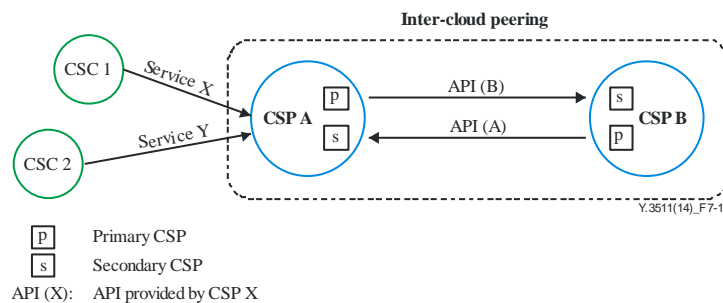 Inter-cloud peering
CSC 1
Service X
CSP A
p
API (B)
s
CSP B
Service Y
s
API (A)
p
CSC 2
Y.3511(14)_F7-1
p Primary CSP
s Secondary CSP
API (X): API provided by CSP X